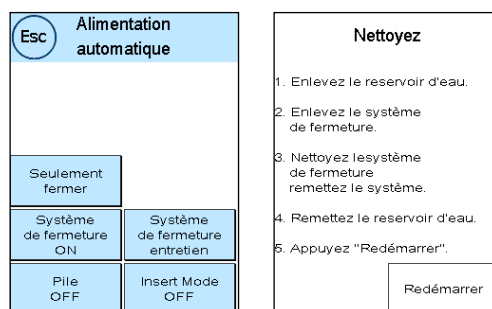 Esc
Alimentation
automatique
Seulement
fermer
Système
de fermeture
ON
Système
de fermeture
entretien
Pile
OFF
Insert Mode
OFF
Nettoyez
1. Enlevez le reservoir d'eau.
2. Enlevez le système
de fermeture.
3. Nettoyez lesystème
de fermeture
remettez le système.
4. Remettez le reservoir d'eau.
5. Appuyez "Redémarrer".
Redémarrer